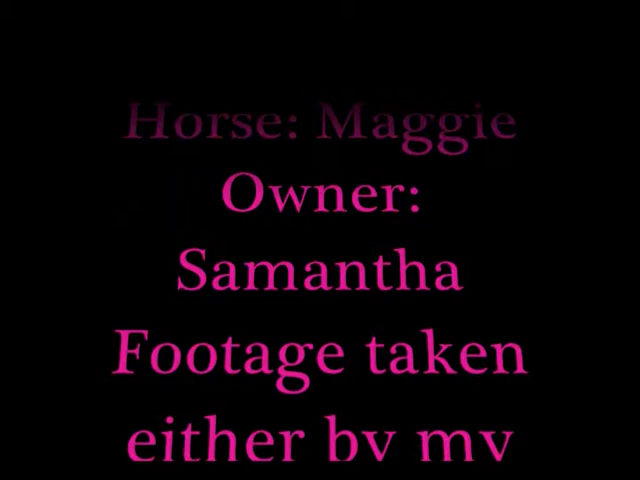 Horse: Maggie
Owner:
Samantha
Footage taken
either by my